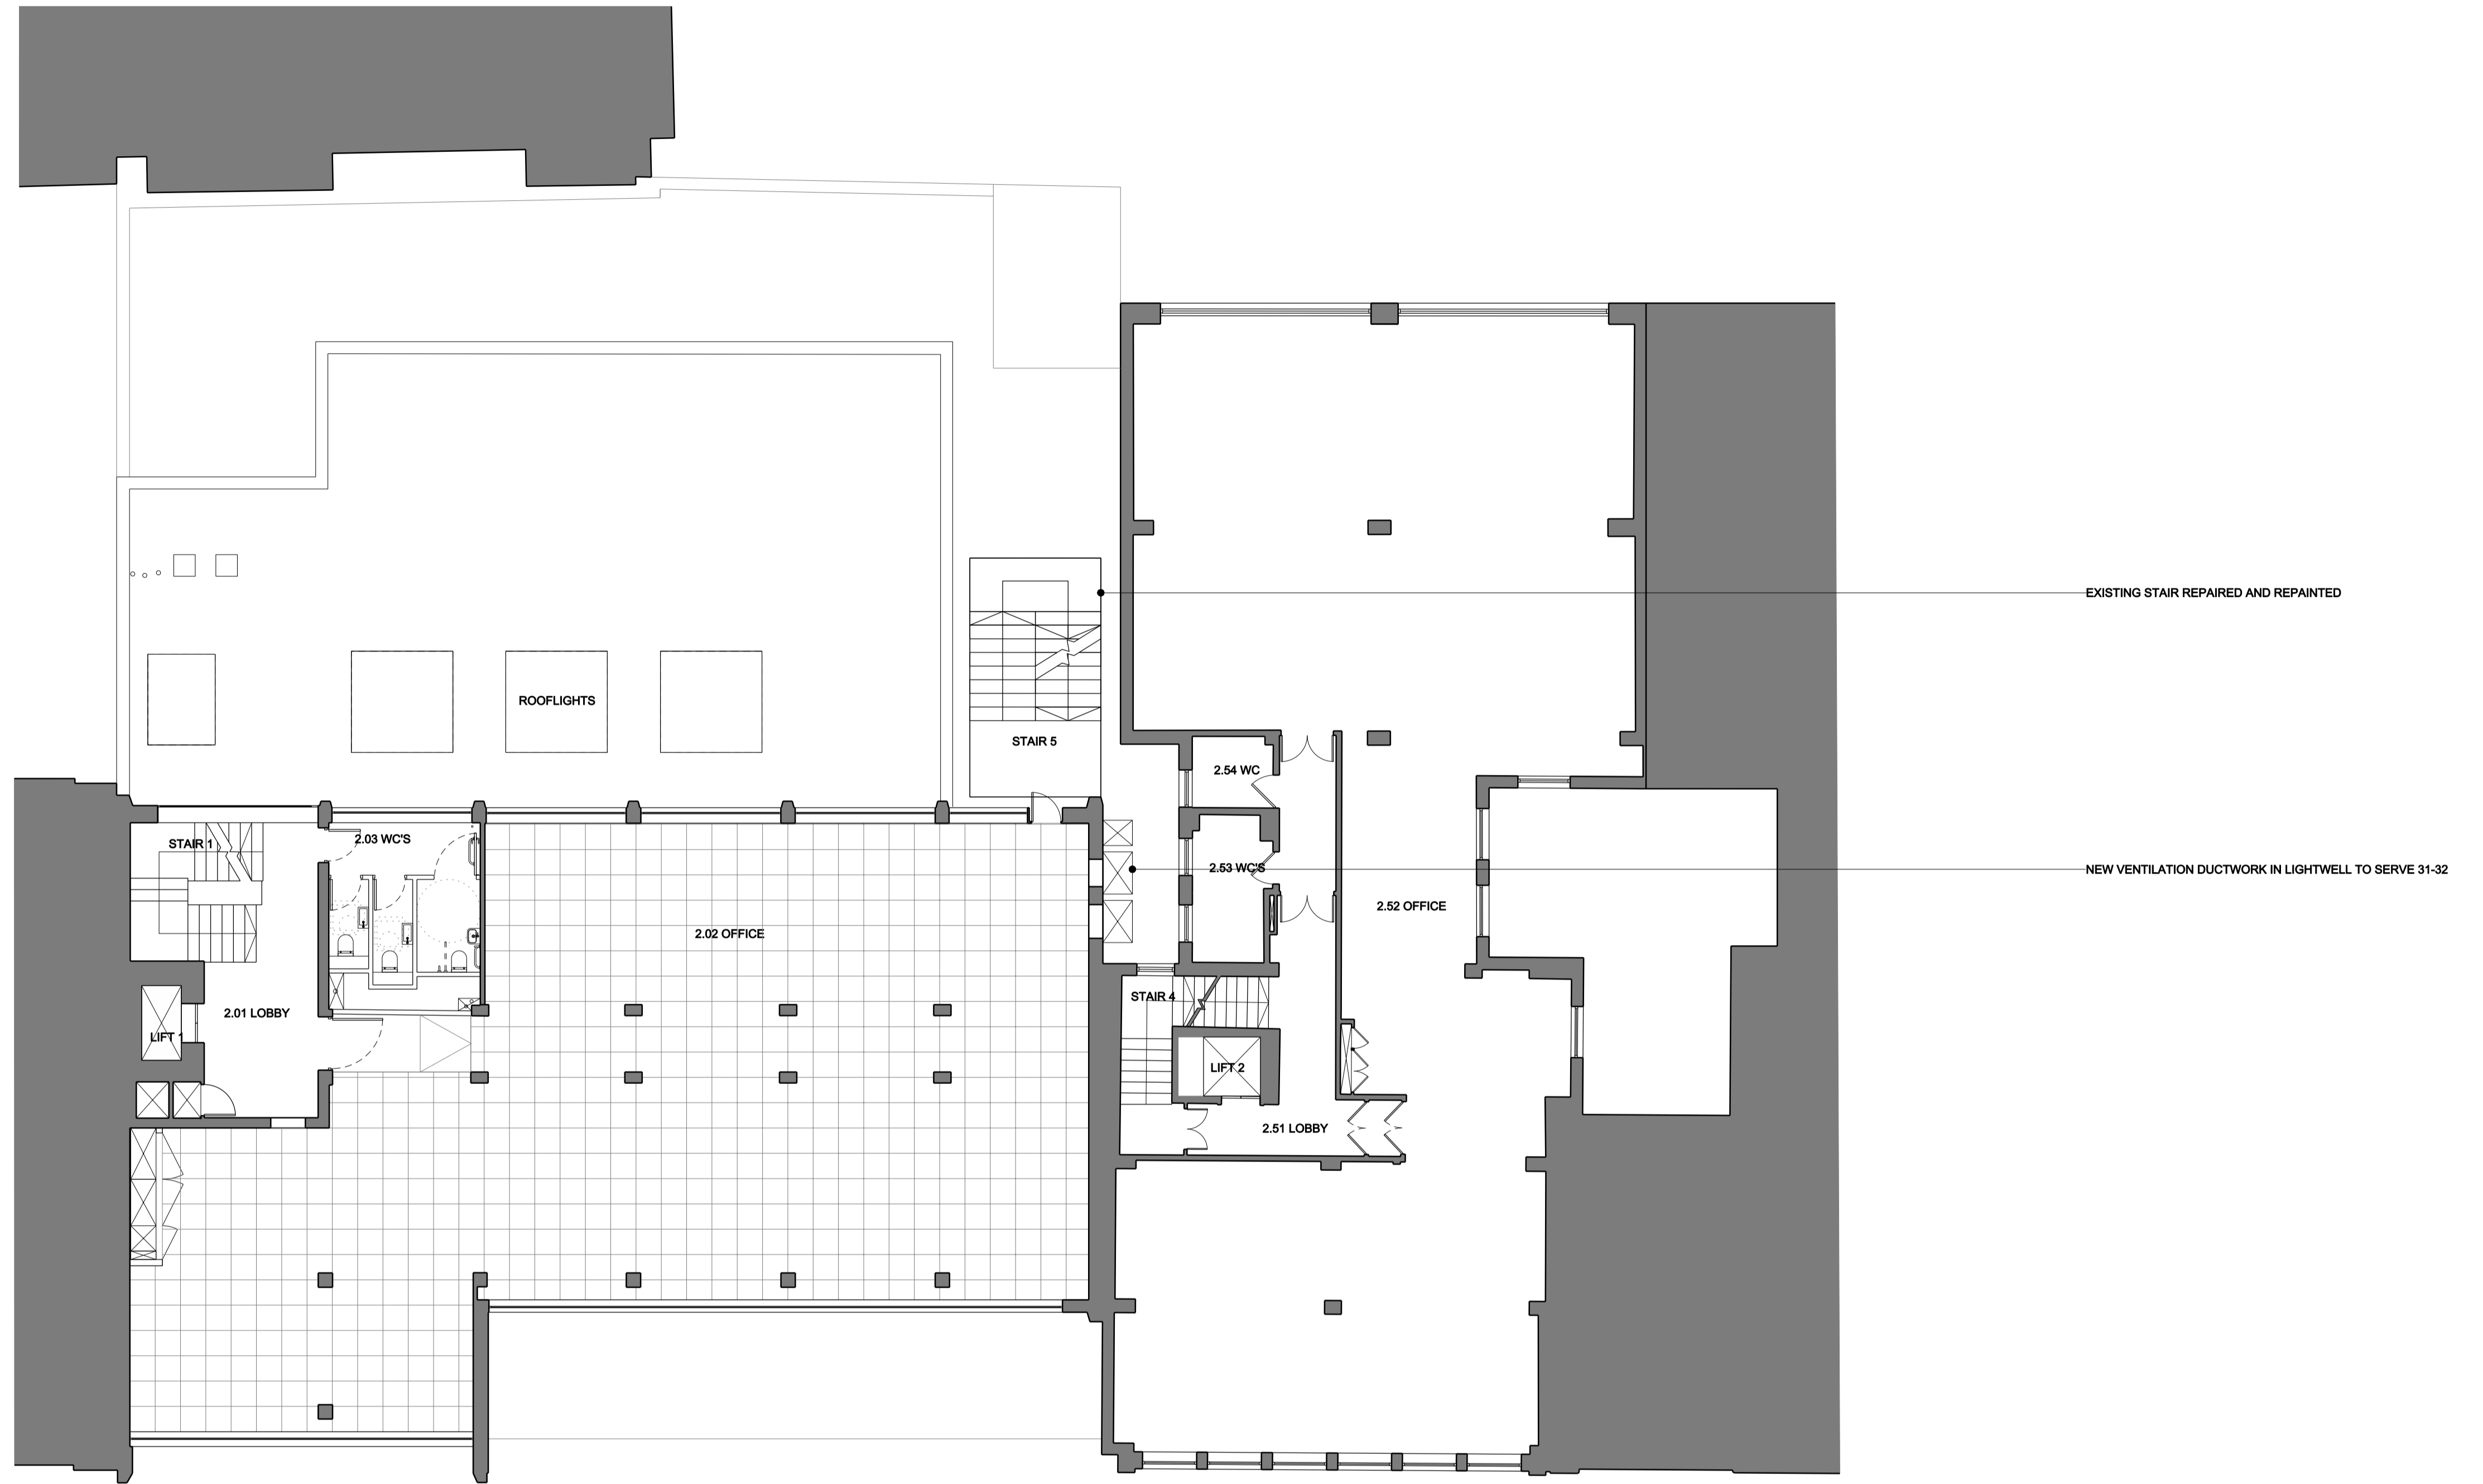 EXISTING STAIR REPAIRED AND REPAINTED
ROOFLIGHTS
STAIR 5
2.54 WC
STAIR 1
2.03 WC'S
2.53 WC'S
NEW VENTILATION DUCTWORK IN LIGHTWELL TO SERVE 31-32
2.52 OFFICE
2.02 OFFICE
STAIR 4
2.01 LOBBY
LIFT 1
LIFT 2
2.51 LOBBY